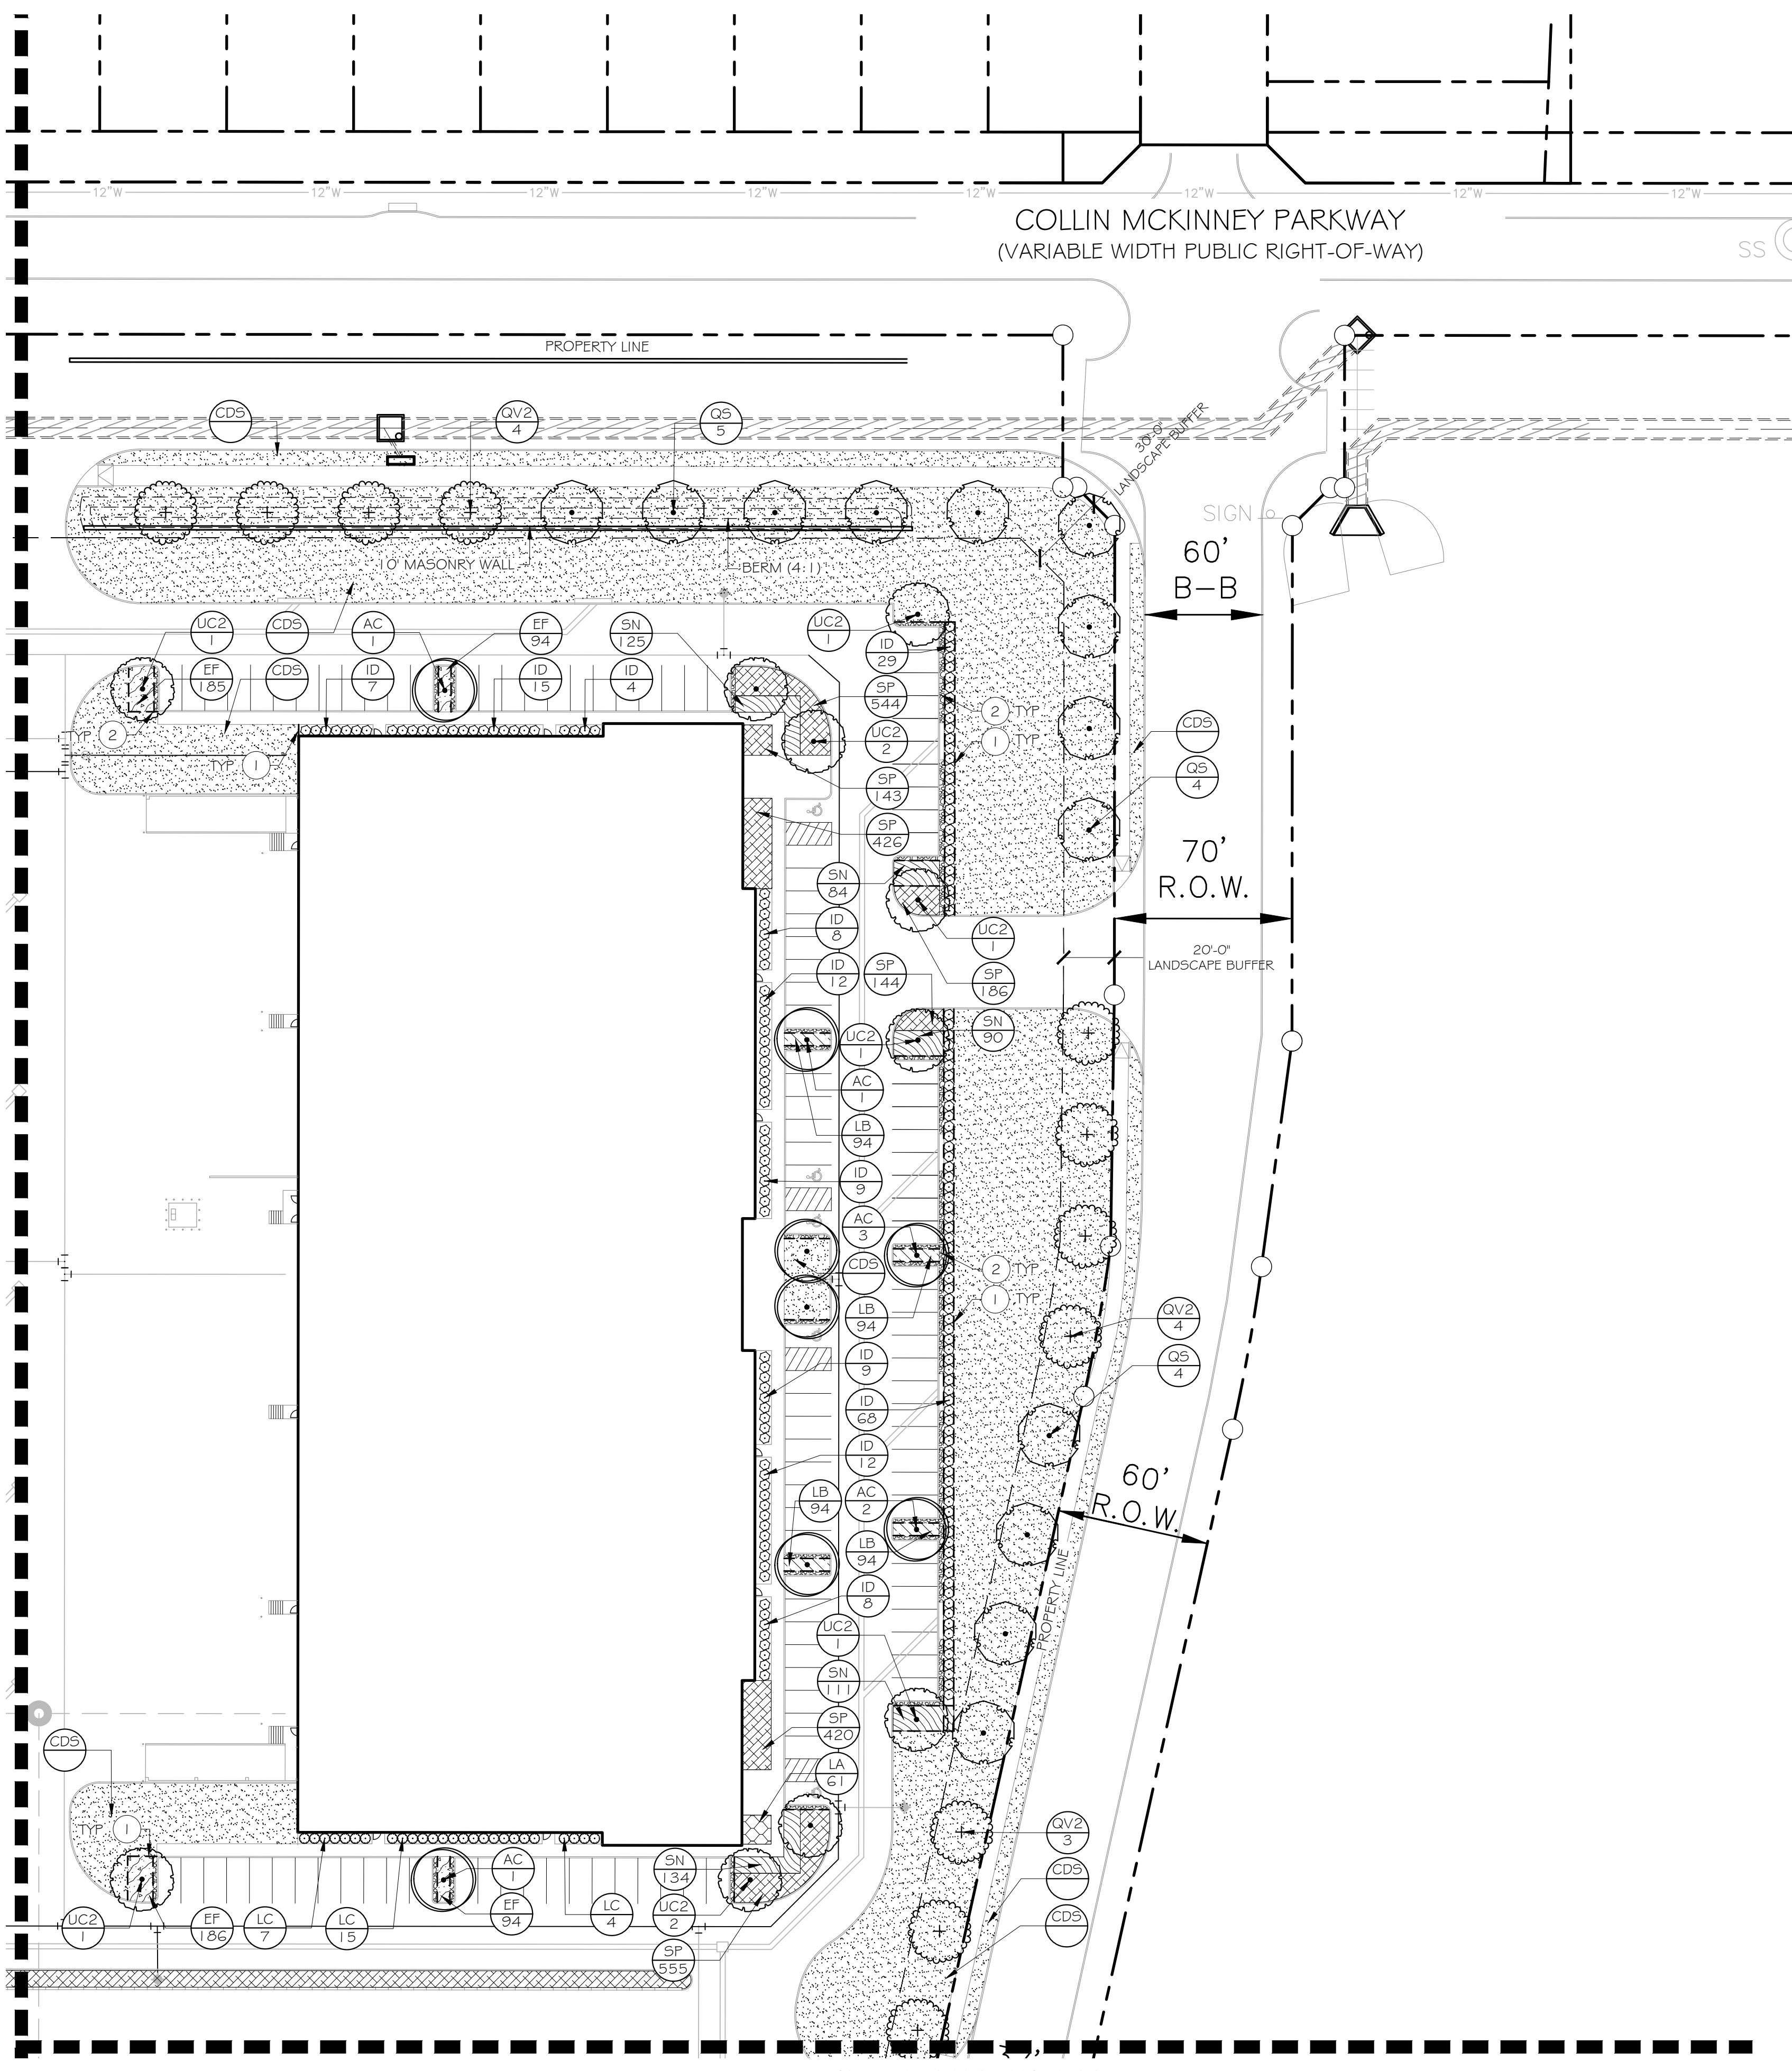 12"W
12"W
12"W
12"W
12"W
12"W
12"W
12"W
COLLIN MCKINNEY PARKWAY
(VARIABLE WIDTH PUBLIC RIGHT-OF-WAY)
SS
PROPERTY LINE
CDS
QV2
4
QS
5
30'-0"
LANDSCAPE BUFFER
SIGN
60'
B-B
10' MASONRY WALL
BERM (4:1)
UC2
1
CDS
AC
1
EF
94
SN
125
UC2
1
ID
29
EF
185
CDS
ID
7
ID
15
ID
4
SP
544
2 TYP
TYP 2
UC2
2
1 TYP
CDS
TYP 1
QS
4
SP
143
SP
426
70'
R.O.W.
SN
84
ID
8
UC2
1
20'-0"
LANDSCAPE BUFFER
ID
12
SP
144
SP
186
UC2
1
SN
90
AC
1
LB
94
ID
9
AC
3
CDS
2 TYP
1 TYP
LB
94
QV2
4
ID
9
QS
4
ID
68
ID
12
60'
R.O.W.
LB
94
AC
2
LB
94
PROPERTY LINE
ID
8
UC2
1
SN
111
SP
420
CDS
LA
61
TYP 1
QV2
3
AC
1
SN
134
CDS
UC2
1
EF
186
LC
7
LC
15
EF
94
LC
4
UC2
2
CDS
SP
555